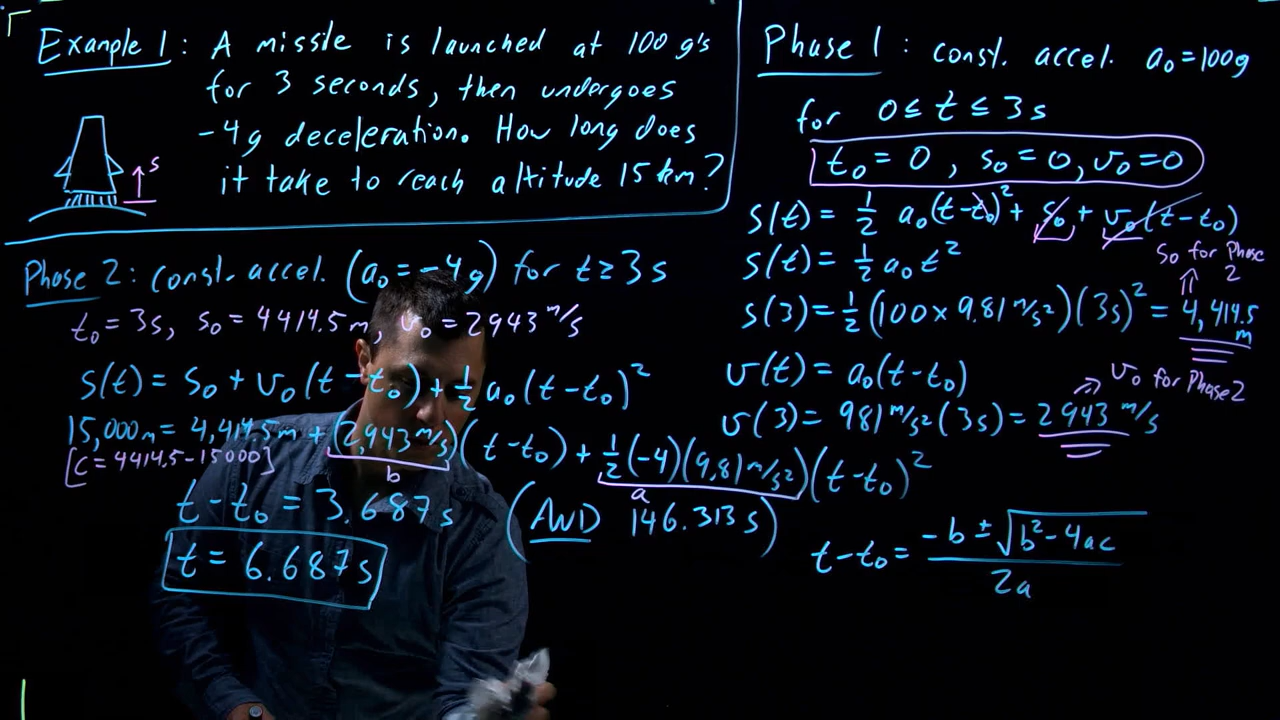 Example 1: A missile is launched at 100 g's
for 3 seconds, then undergoes
-4g deceleration. How long does
it take to reach altitude 15 km?
s
Phase 1: const. accel. a₀=100g
for 0 ≤ t ≤ 3s
t₀ = 0, s₀ = 0, v₀=0
s(t) = 1/2 a₀(t-t₀)² + s₀ + v₀(t-t₀)
s(t) = 1/2 a₀t²
s₀ for Phase 2
s(3) = 1/2 (100×9.81 m/s²)(3s)² = 4,414.5 m
v(t) = a₀(t-t₀)
v₀ for Phase 2
v(3) = 981 m/s² (3s) = 2943 m/s
Phase 2: const. accel. (a₀=-4g) for t≥3s
t₀ = 3s, s₀ = 4414.5 m, v₀ = 2943 m/s
s(t) = s₀ + v₀(t-t₀) + 1/2 a₀(t-t₀)²
15,000m = 4,414.5m + (2,943 m/s)(t-t₀) + 1/2(-4)(9.81 m/s²)(t-t₀)²
[C = 4414.5-15000]
b
a
t-t₀ = 3.687s (AND 146.313 s)
t = 6.687s
t-t₀ = (-b ± √(b²-4ac))/2a